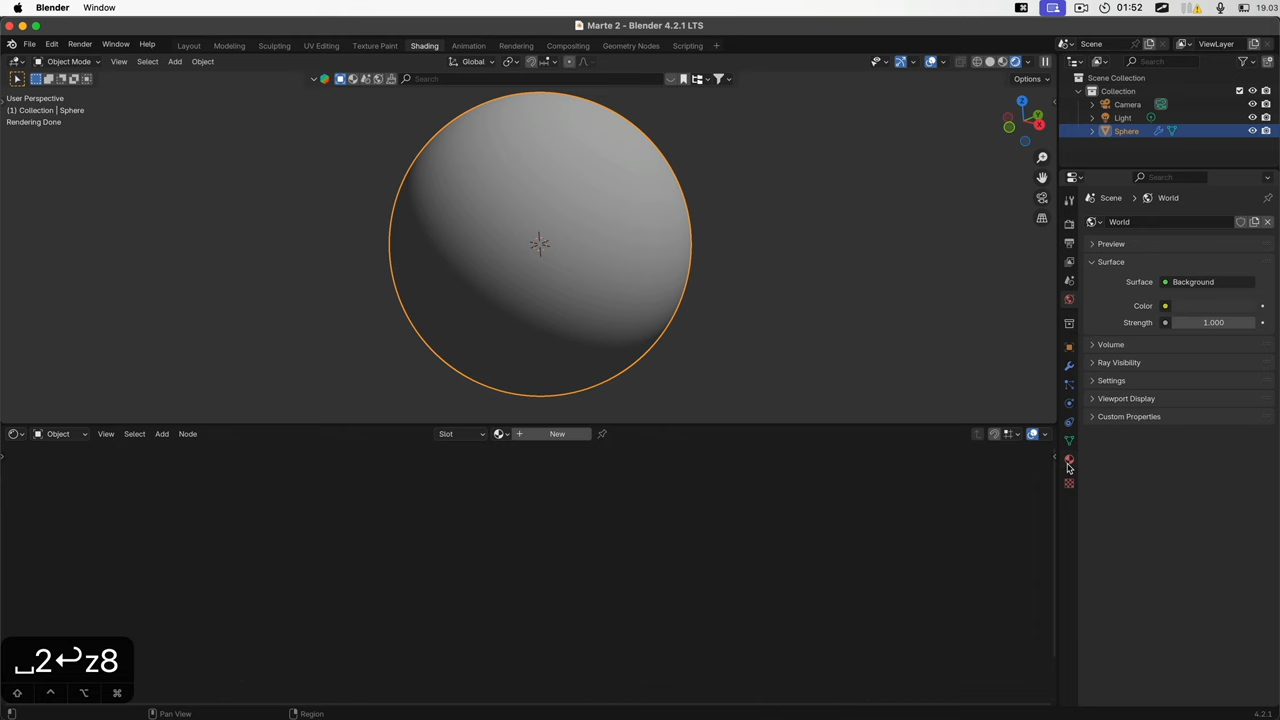 Blender Window 01:52 19.03
Marte 2 - Blender 4.2.1 LTS
File Edit Render Window Help Layout Modeling Sculpting UV Editing Texture Paint Shading Animation Rendering Compositing Geometry Nodes Scripting + Scene ViewLayer
Object Mode View Select Add Object Global Search
Search Options Scene Collection
User Perspective Collection
(1) Collection | Sphere Camera
Rendering Done Light
Sphere
Z
Y
X
Search
Scene World
World
Preview
Surface
Surface Background
Color
Strength 1.000
Volume
Ray Visibility
Settings
Viewport Display
Custom Properties
Object View Select Add Node Slot + New
␣2↩z8
⇧ ^ ⌥ ⌘
Pan View Region 4.2.1